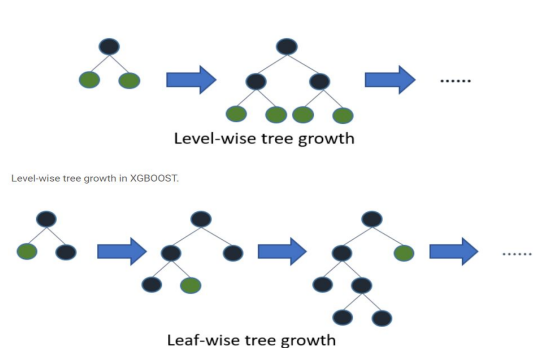 ......
Level-wise tree growth
Level-wise tree growth in XGBOOST.
......
Leaf-wise tree growth